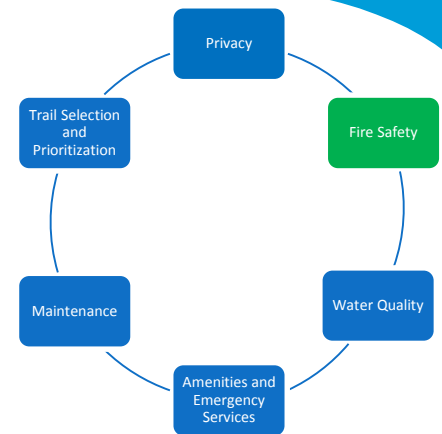 Privacy
Fire Safety
Water Quality
Amenities and
Emergency
Services
Maintenance
Trail Selection
and
Prioritization